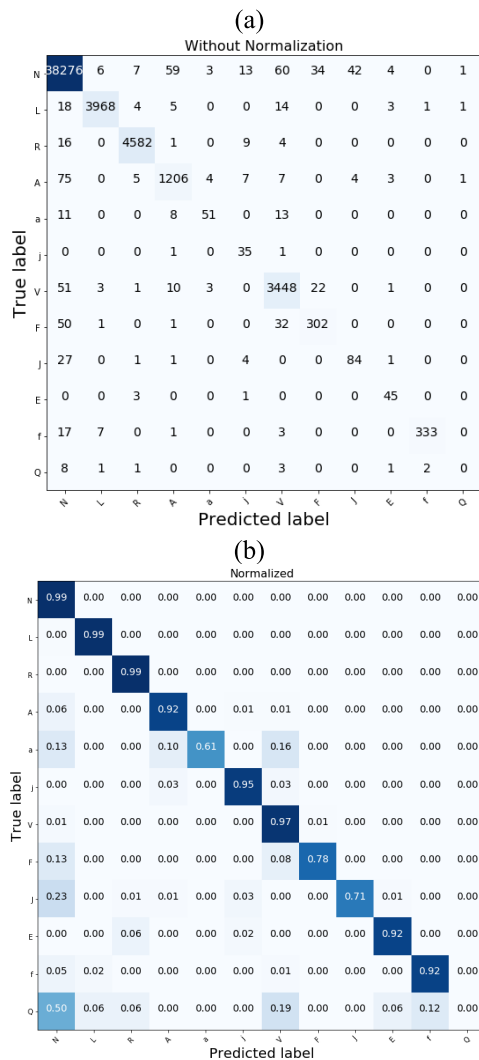 (a)
Without Normalization
N 38276 6 7 59 3 13 60 34 42 4 0 1
L 18 3968 4 5 0 0 14 0 0 3 1 1
R 16 0 4582 1 0 9 4 0 0 0 0 0
A 75 0 5 1206 4 7 7 0 4 3 0 1
a 11 0 0 8 51 0 13 0 0 0 0 0
j 0 0 0 1 0 35 1 0 0 0 0 0
V 51 3 1 10 3 0 3448 22 0 1 0 0
F 50 1 0 1 0 0 32 302 0 0 0 0
J 27 0 1 1 0 4 0 0 84 1 0 0
E 0 0 3 0 0 1 0 0 0 45 0 0
f 17 7 0 1 0 0 3 0 0 0 333 0
Q 8 1 1 0 0 0 3 0 0 1 2 0
True label
N L R A a j V F J E f Q
Predicted label
(b)
Normalized
N 0.99 0.00 0.00 0.00 0.00 0.00 0.00 0.00 0.00 0.00 0.00 0.00
L 0.00 0.99 0.00 0.00 0.00 0.00 0.00 0.00 0.00 0.00 0.00 0.00
R 0.00 0.00 0.99 0.00 0.00 0.00 0.00 0.00 0.00 0.00 0.00 0.00
A 0.06 0.00 0.00 0.92 0.00 0.01 0.01 0.00 0.00 0.00 0.00 0.00
a 0.13 0.00 0.00 0.10 0.61 0.00 0.16 0.00 0.00 0.00 0.00 0.00
j 0.00 0.00 0.00 0.03 0.00 0.95 0.03 0.00 0.00 0.00 0.00 0.00
V 0.01 0.00 0.00 0.00 0.00 0.00 0.97 0.01 0.00 0.00 0.00 0.00
F 0.13 0.00 0.00 0.00 0.00 0.00 0.08 0.78 0.00 0.00 0.00 0.00
J 0.23 0.00 0.01 0.01 0.00 0.03 0.00 0.00 0.71 0.01 0.00 0.00
E 0.00 0.00 0.06 0.00 0.00 0.02 0.00 0.00 0.00 0.92 0.00 0.00
f 0.05 0.02 0.00 0.00 0.00 0.00 0.01 0.00 0.00 0.00 0.92 0.00
Q 0.50 0.06 0.06 0.00 0.00 0.00 0.19 0.00 0.00 0.06 0.12 0.00
True label
N L R A a j V F J E f Q
Predicted label